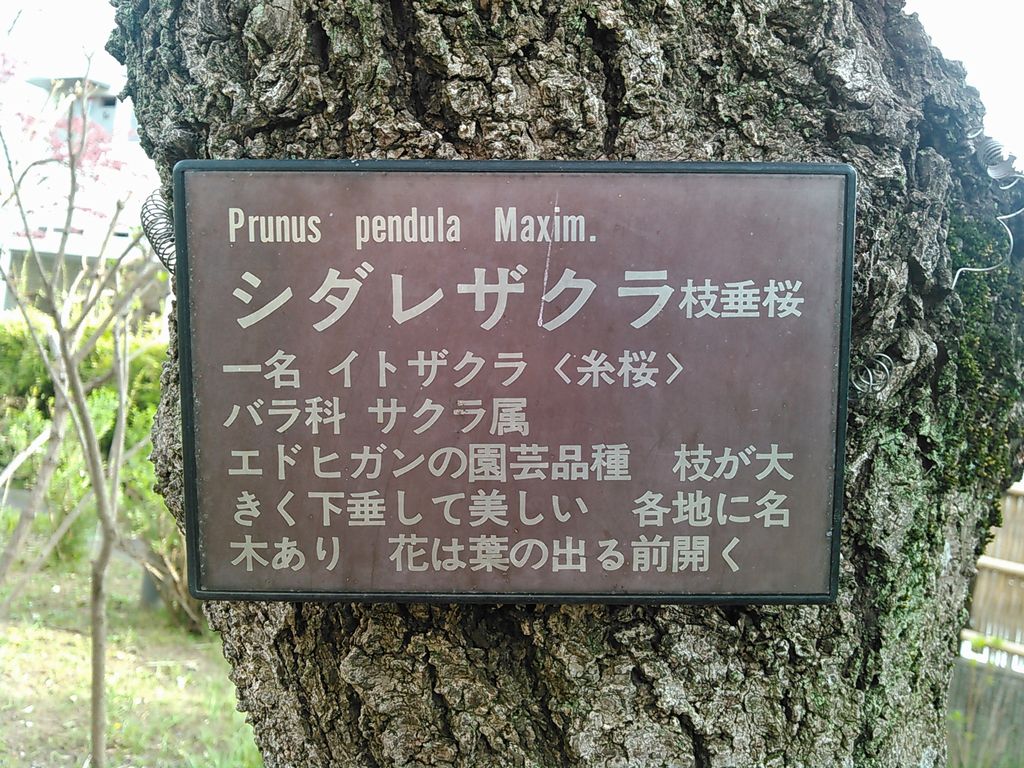 Prunus pendula Maxim.
シダレザクラ枝垂桜
一名 イトザクラ〈糸桜〉
バラ科 サクラ属
エドヒガンの園芸品種 枝が大
きく下垂して美しい 各地に名
木あり 花は葉の出る前開く